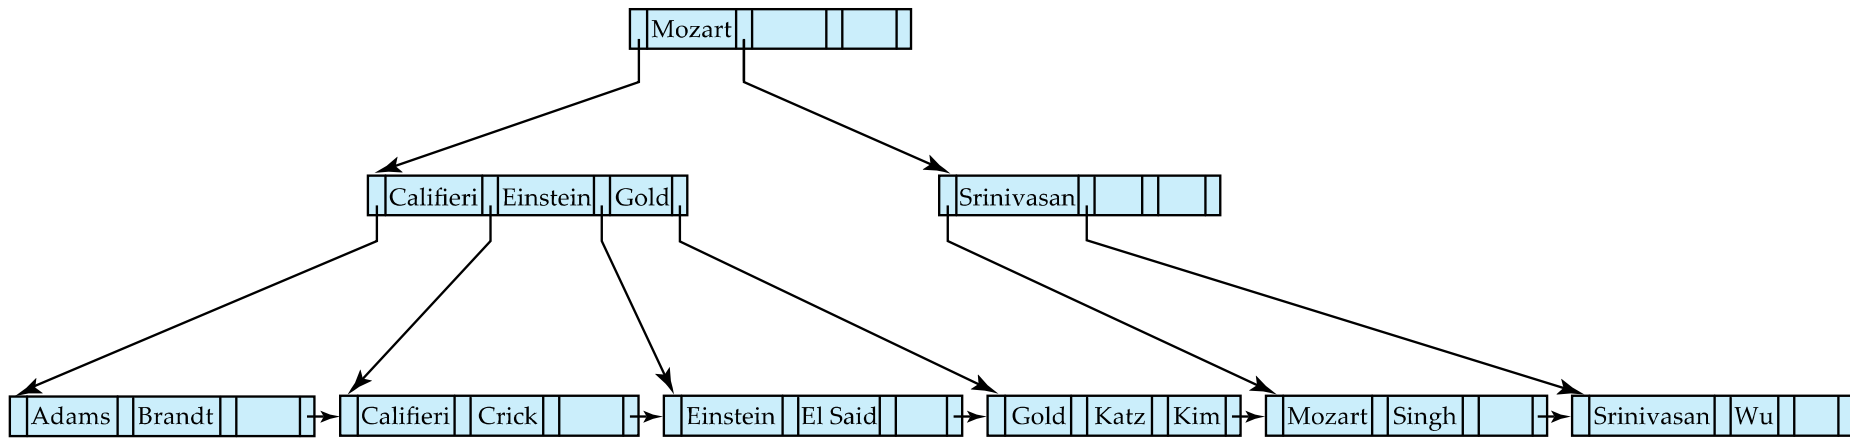 Mozart
Califieri Einstein Gold Srinivasan
Adams Brandt Califieri Crick Einstein El Said Gold Katz Kim Mozart Singh Srinivasan Wu